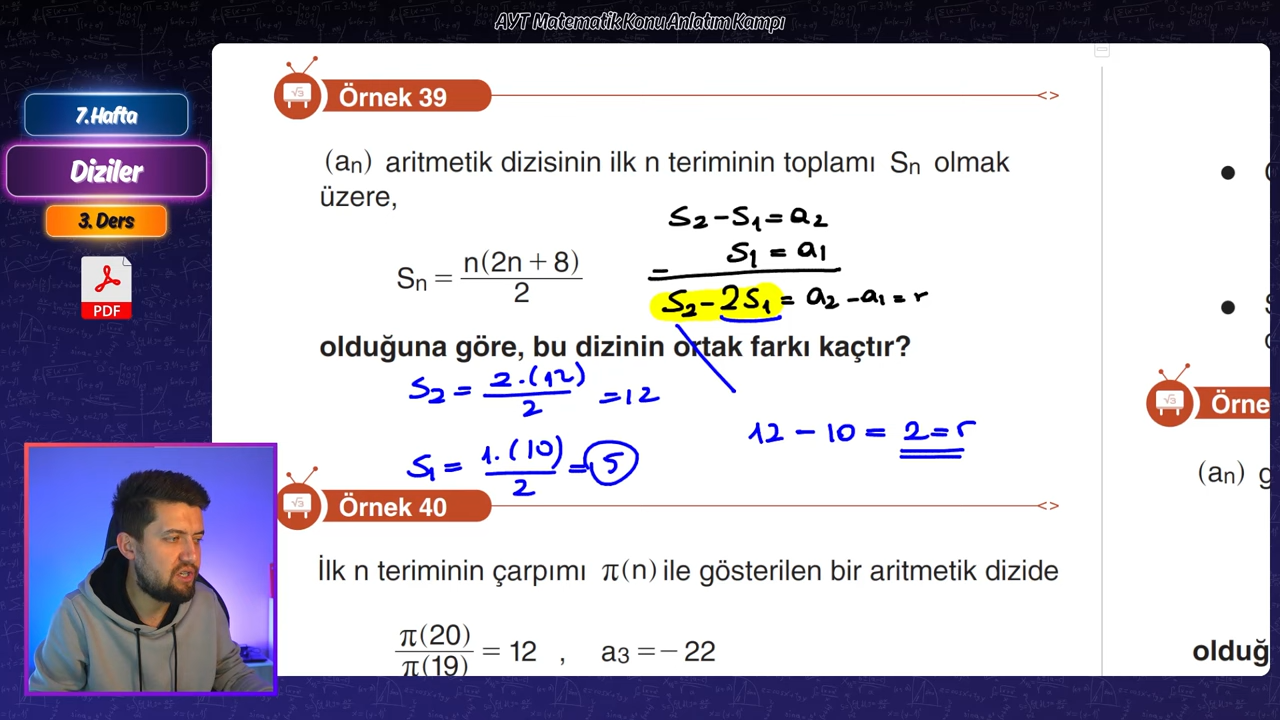 AYT Matematik Konu Anlatım Kampı
7.Hafta
Diziler
3. Ders
PDF
Örnek 39
(an) aritmetik dizisinin ilk n teriminin toplamı Sn olmak
üzere,
Sn = n(2n + 8) / 2
S2 - S1 = a2
S1 = a1
S2 - 2S1 = a2 - a1 = r
olduğuna göre, bu dizinin ortak farkı kaçtır?
S2 = 2.(12) / 2 = 12
S1 = 1.(10) / 2 = 5
12 - 10 = 2 = r
Örnek 40
İlk n teriminin çarpımı π(n) ile gösterilen bir aritmetik dizide
π(20) / π(19) = 12 , a3 = - 22
Örne
(an) g
olduğ